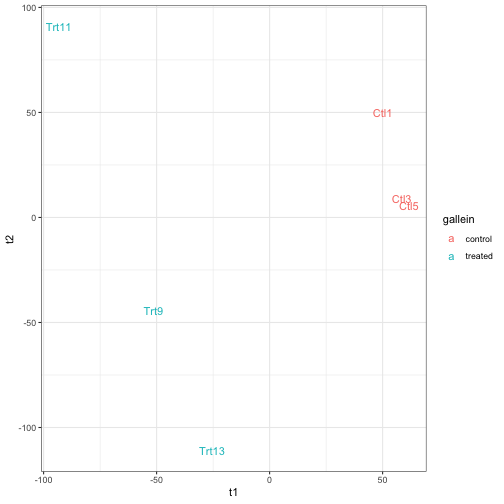 100
50
0
-50
-100
t2
Trt11
Ctl1
Ctl3
Ctl5
Trt9
Trt13
-100
-50
0
50
t1
gallein
a control
a treated